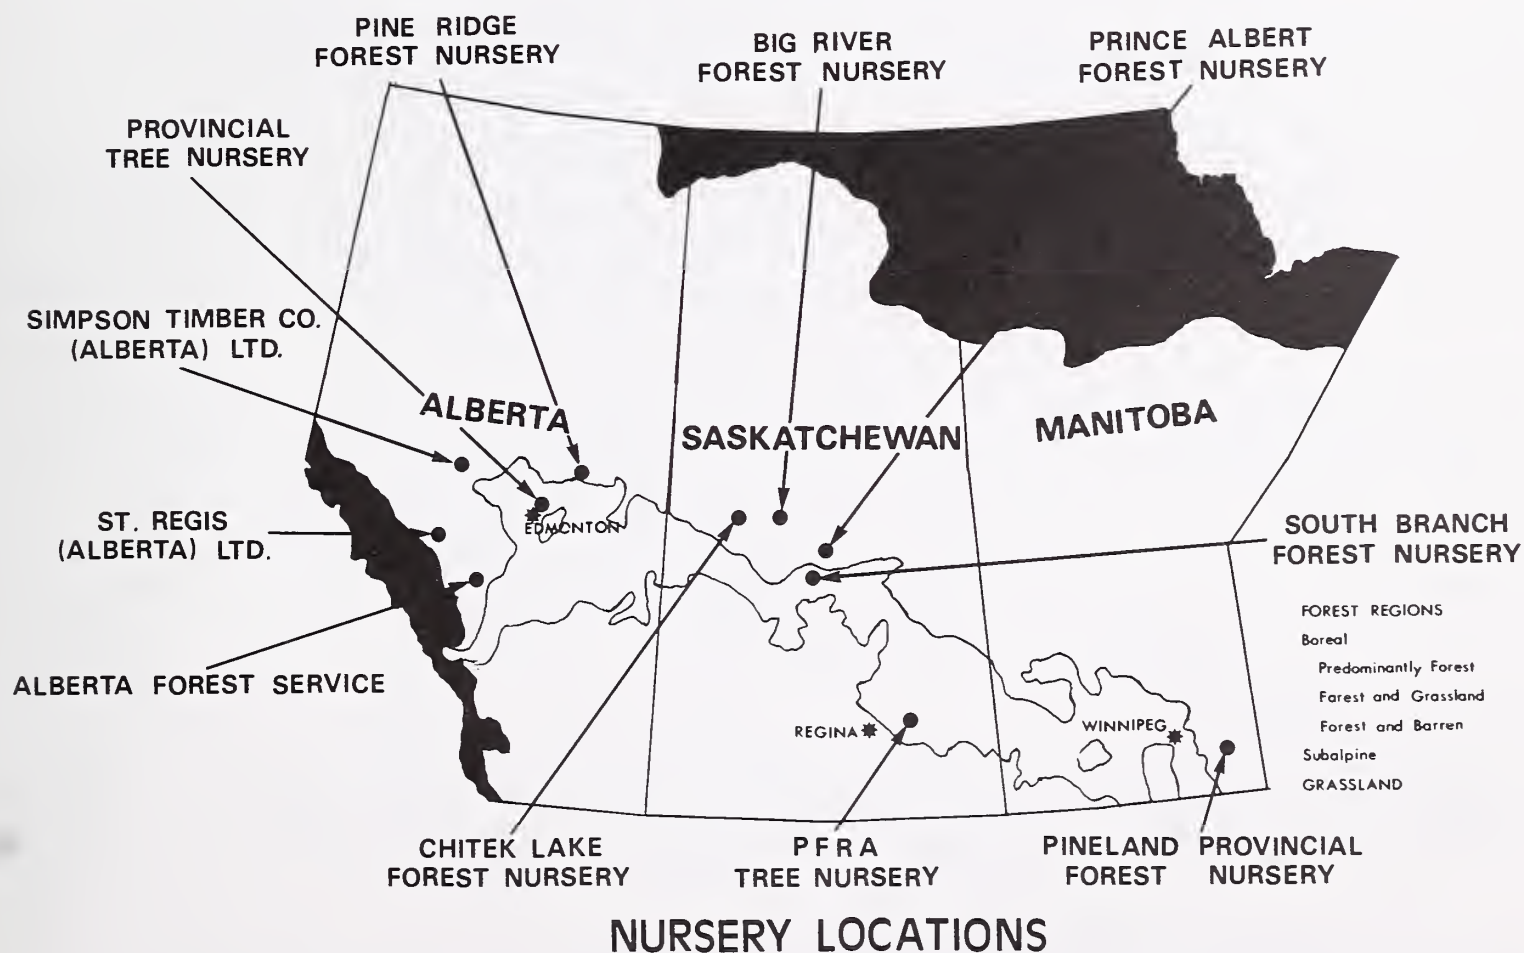 PINE RIDGE
FOREST NURSERY
BIG RIVER
FOREST NURSERY
PRINCE ALBERT
FOREST NURSERY
PROVINCIAL
TREE NURSERY
SIMPSON TIMBER CO.
(ALBERTA) LTD.
ALBERTA
SASKATCHEWAN
MANITOBA
ST. REGIS
(ALBERTA) LTD.
EDMONTON
SOUTH BRANCH
FOREST NURSERY
FOREST REGIONS
Boreal
Predominantly Forest
Farest and Grassland
Forest and Barren
Subalpine
GRASSLAND
ALBERTA FOREST SERVICE
REGINA
WINNIPEG
CHITEK LAKE
FOREST NURSERY
PFRA
TREE NURSERY
PINELAND PROVINCIAL
FOREST NURSERY
NURSERY LOCATIONS